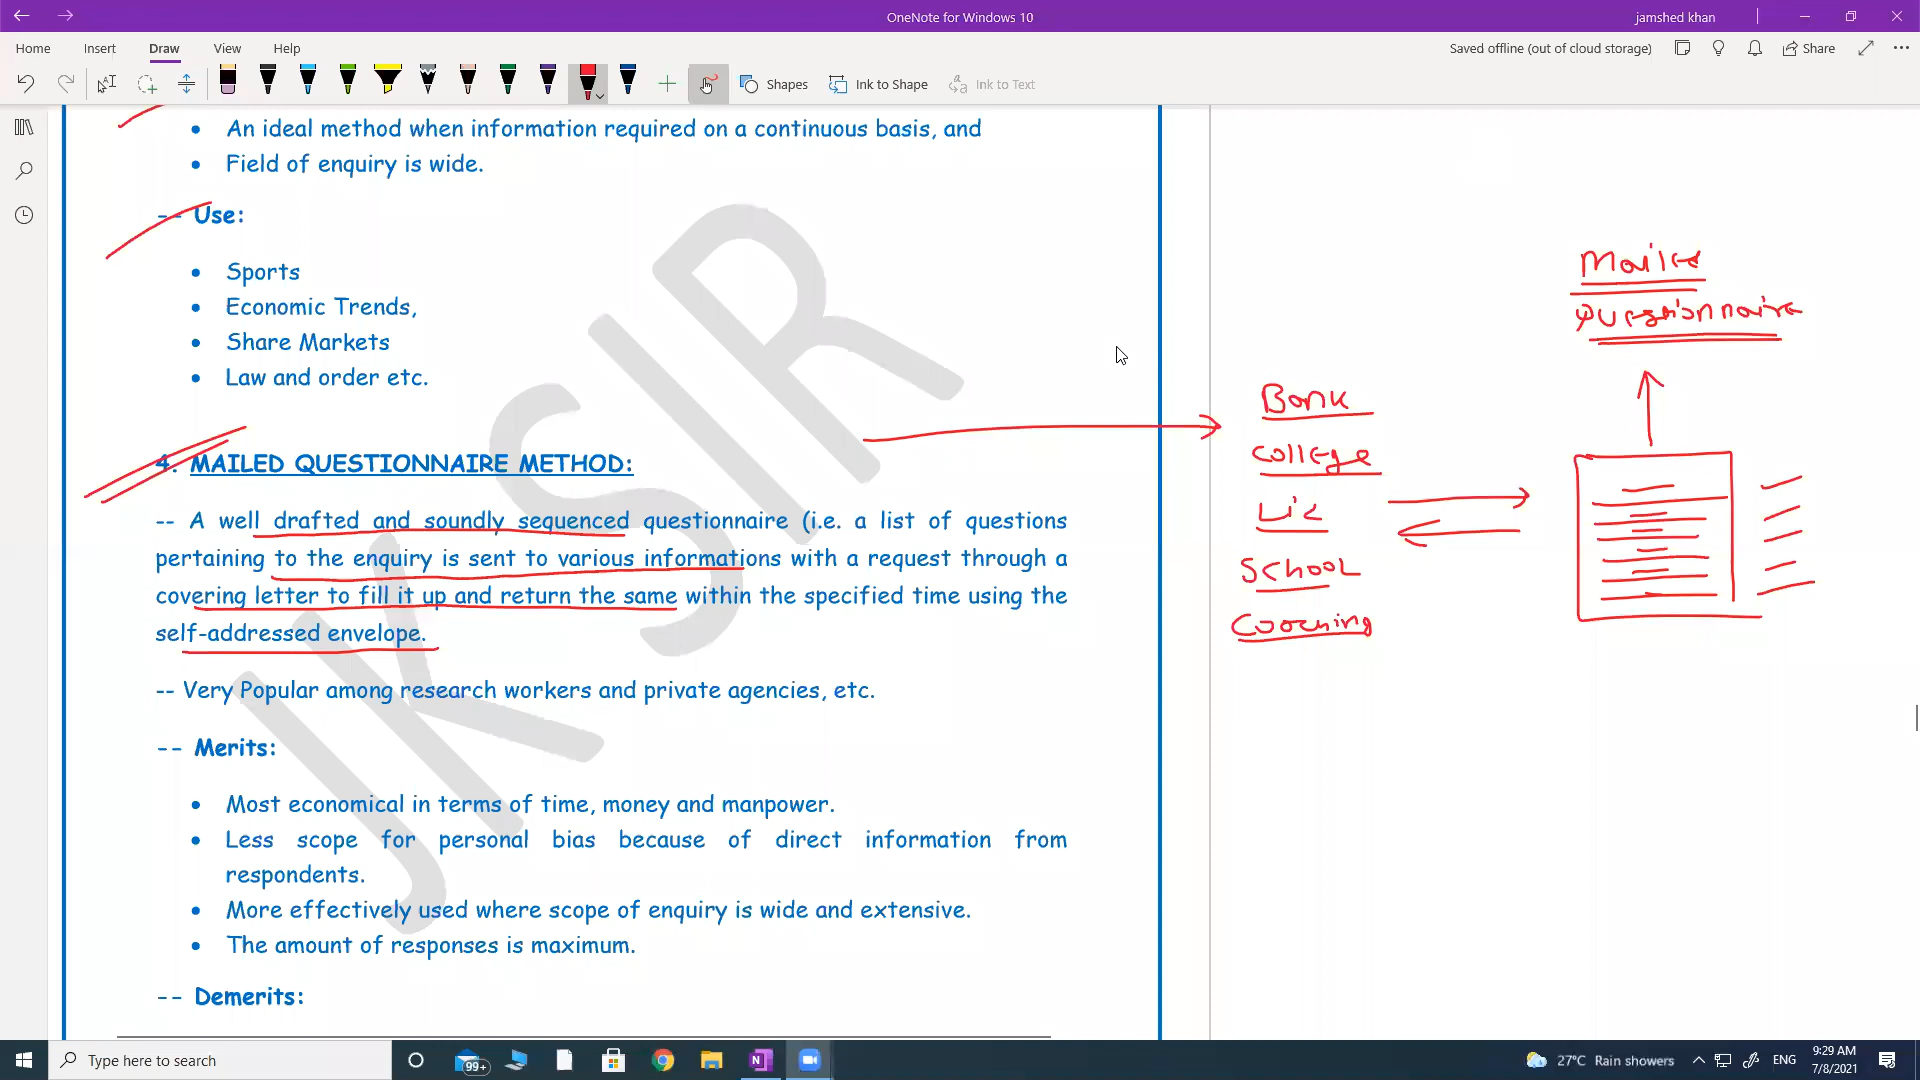 OneNote for Windows 10
jamshed khan
Home Insert Draw View Help
Saved offline (out of cloud storage)
Share
Shapes
Ink to Shape
Ink to Text
• An ideal method when information required on a continuous basis, and
• Field of enquiry is wide.
-- Use:
• Sports
• Economic Trends,
• Share Markets
• Law and order etc.
4. MAILED QUESTIONNAIRE METHOD:
-- A well drafted and soundly sequenced questionnaire (i.e. a list of questions
pertaining to the enquiry is sent to various informations with a request through a
covering letter to fill it up and return the same within the specified time using the
self-addressed envelope.
-- Very Popular among research workers and private agencies, etc.
-- Merits:
• Most economical in terms of time, money and manpower.
• Less scope for personal bias because of direct information from
respondents.
• More effectively used where scope of enquiry is wide and extensive.
• The amount of responses is maximum.
-- Demerits:
JK SIR
Mailed
Questionnaire
Bank
College
Lic
School
Coaching
Type here to search
99+
27°C Rain showers
ENG
9:29 AM
7/8/2021